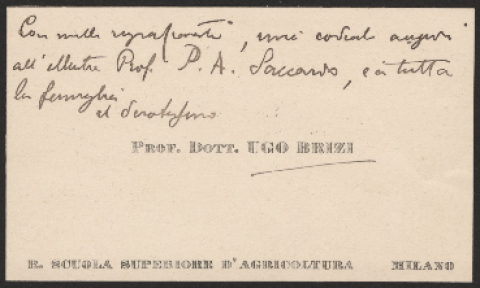 Con mille ringraziamenti, miei cordiali auguri
all'illustre Prof. P. A. Saccardo, e a tutta
la famiglia
il devotissimo
PROF. DOTT. UGO BRIZI
R. SCUOLA SUPERIORE D'AGRICOLTURA MILANO